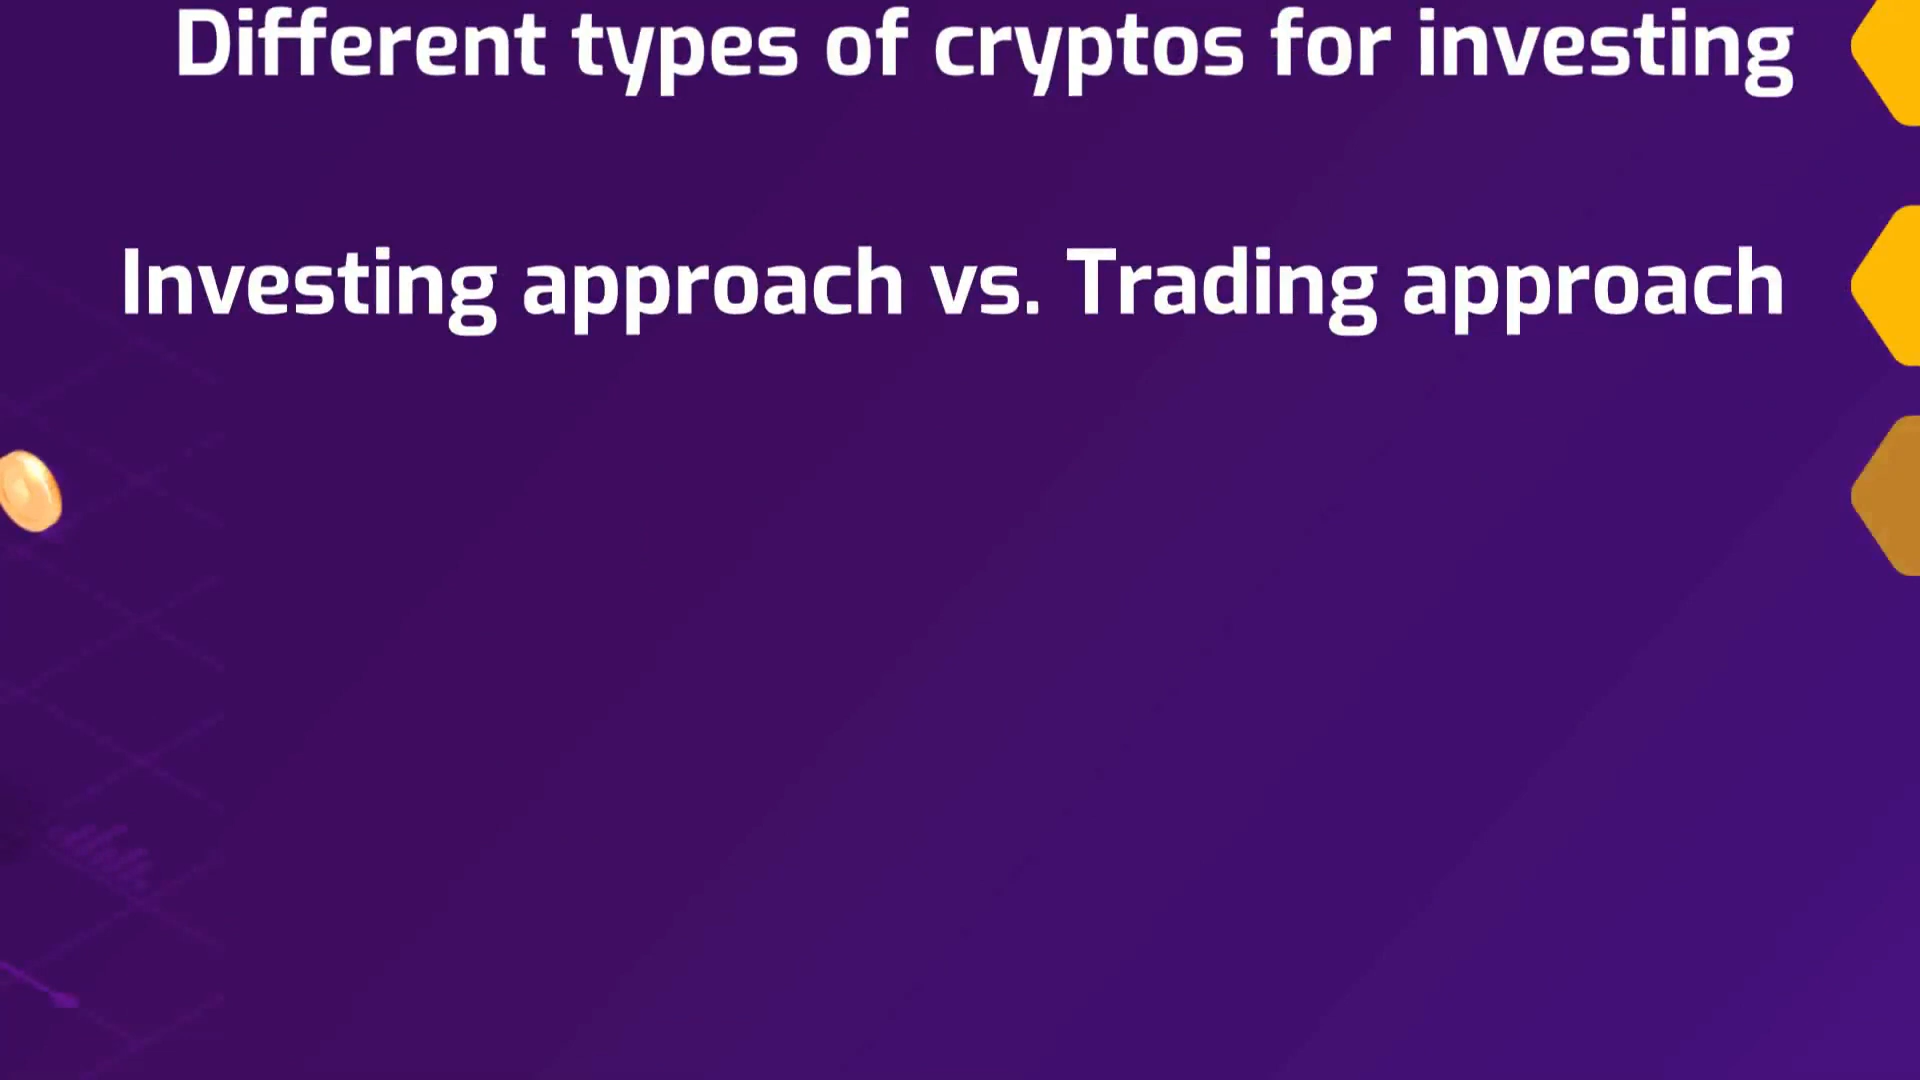 Different types of cryptos for investing
Investing approach vs. Trading approach